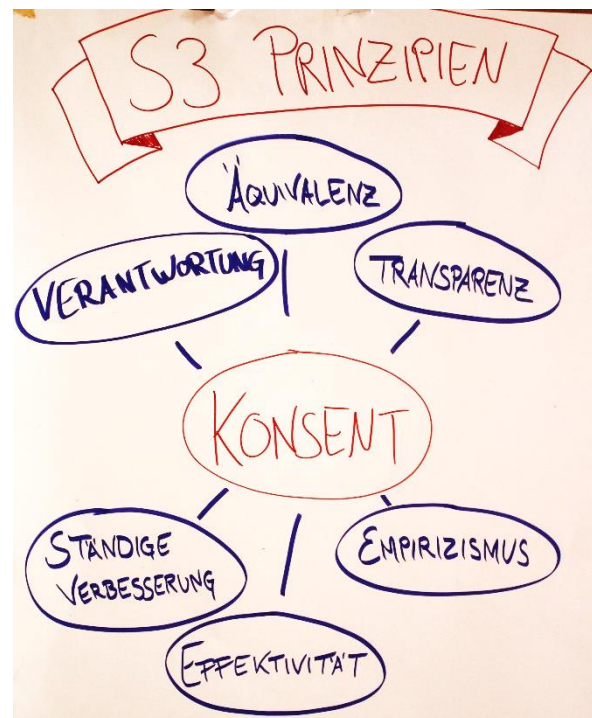 S3 PRINZIPIEN
ÄQUIVALENZ
VERANTWORTUNG
TRANSPARENZ
KONSENT
STÄNDIGE
VERBESSERUNG
EMPIRIZISMUS
EFFEKTIVITÄT